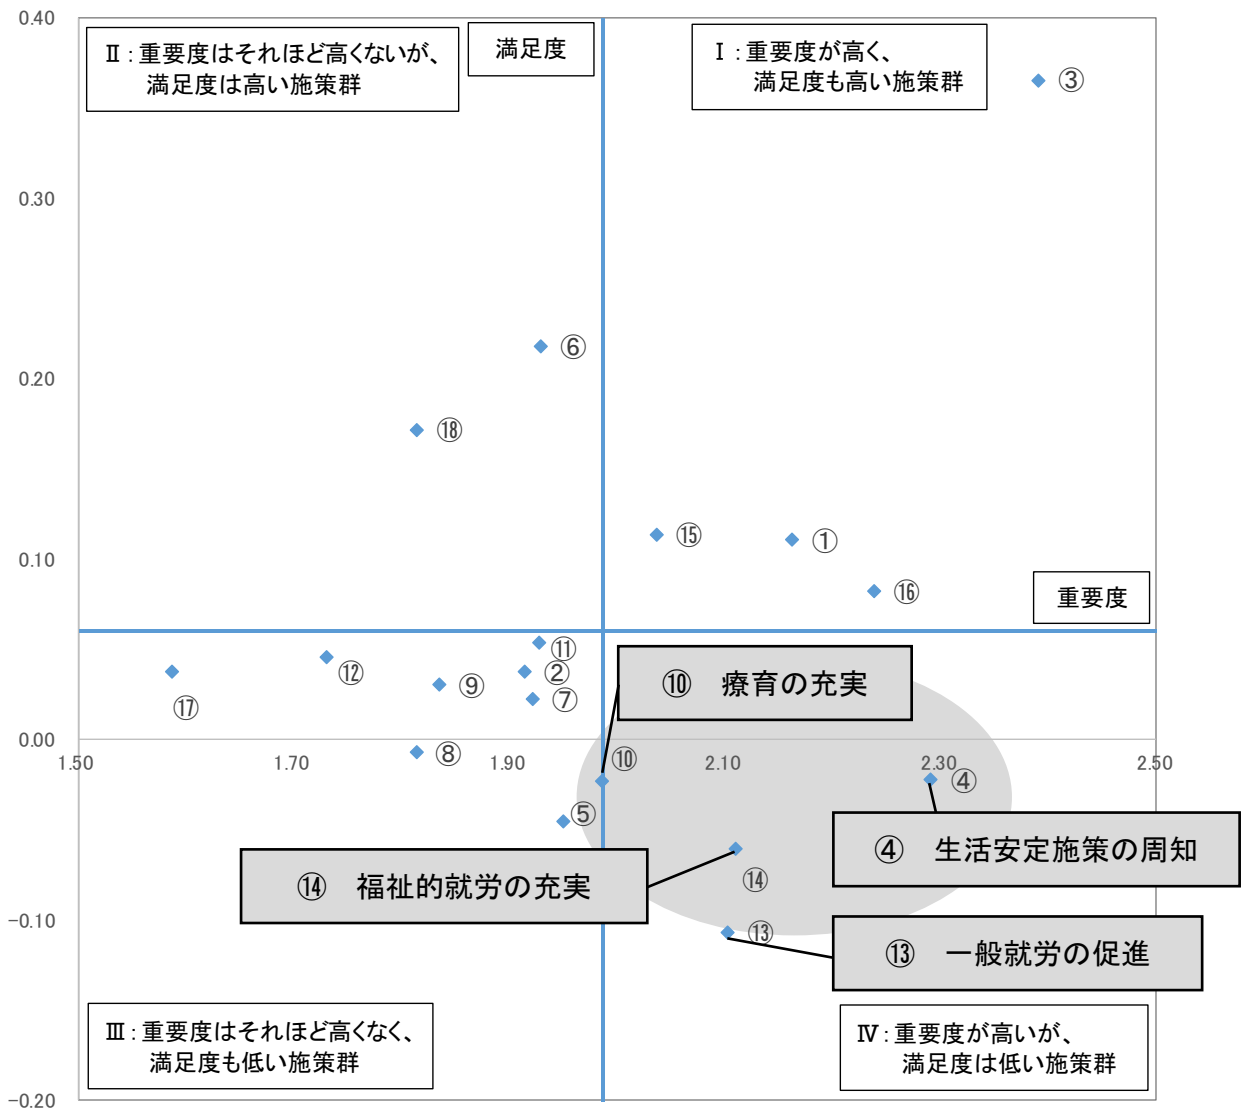 0.40
Ⅱ：重要度はそれほど高くないが、
満足度は高い施策群
満足度
Ⅰ：重要度が高く、
満足度も高い施策群
③
0.30
0.20
⑥
⑱
0.10
⑮
①
⑯
重要度
⑪
⑫
②
⑨
⑦
⑰
⑩　療育の充実
0.00
⑧
⑩
1.50
1.70
1.90
2.10
2.30
2.50
④
⑤
④　生活安定施策の周知
⑭　福祉的就労の充実
⑭
-0.10
⑬
⑬　一般就労の促進
Ⅲ：重要度はそれほど高くなく、
満足度も低い施策群
Ⅳ：重要度が高いが、
満足度は低い施策群
-0.20